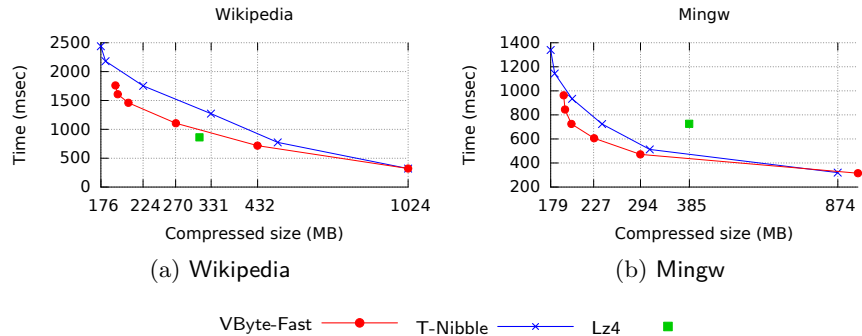 Wikipedia
Time (msec)
2500
2000
1500
1000
500
0
176 224 270 331 432 1024
Compressed size (MB)
(a) Wikipedia
Mingw
Time (msec)
1400
1200
1000
800
600
400
200
179 227 294 385 874
Compressed size (MB)
(b) Mingw
VByte-Fast T-Nibble Lz4